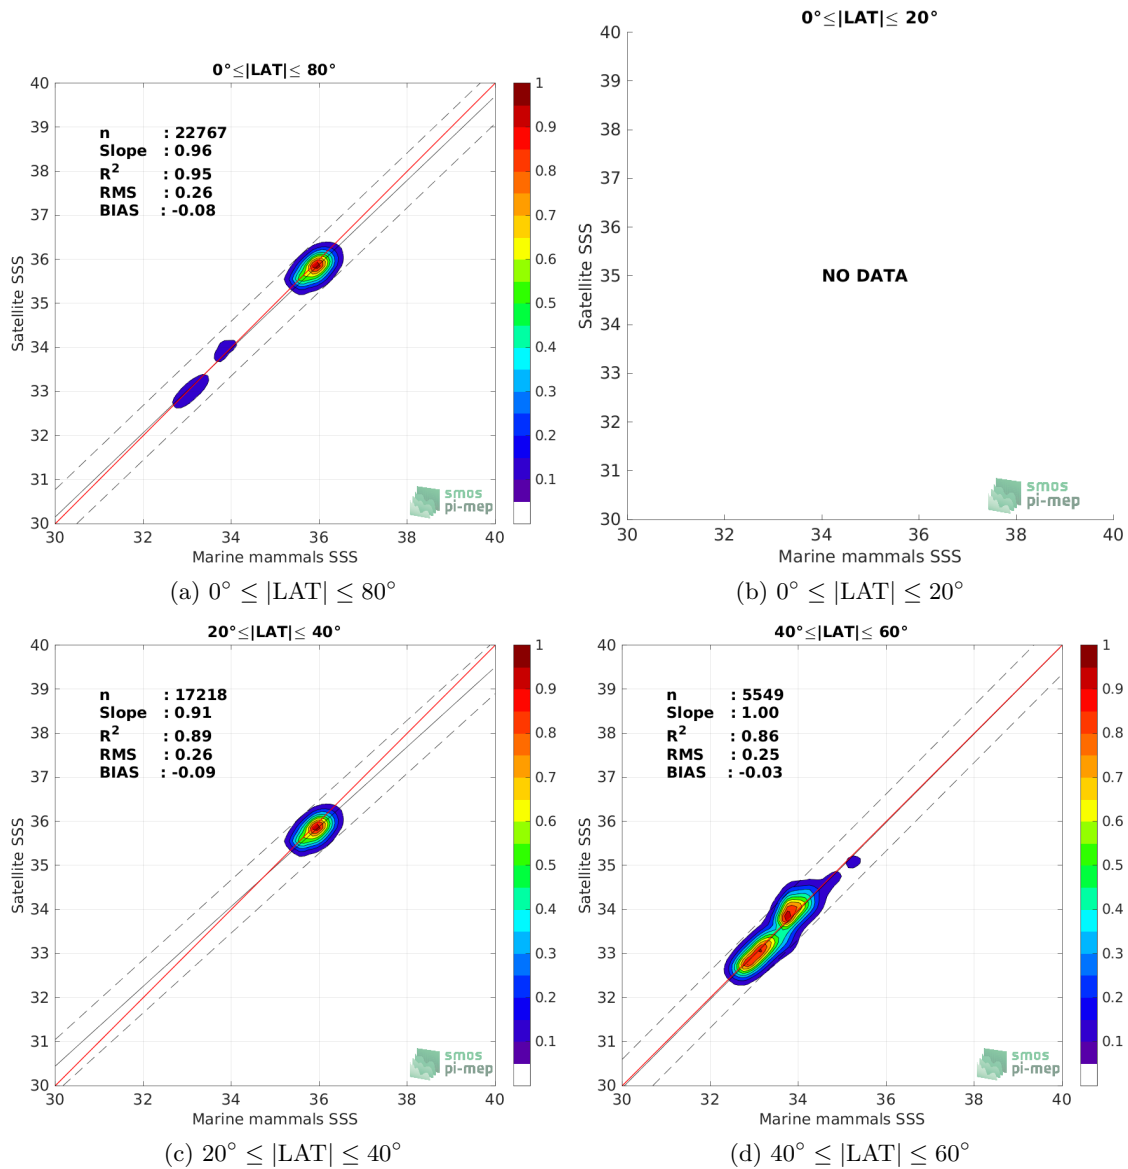 0°≤|LAT|≤ 80°
40
39
38
37
36
35
34
33
32
31
30
Satellite SSS
n : 22767
Slope : 0.96
R² : 0.95
RMS : 0.26
BIAS : -0.08
smos
pi-mep
30 32 34 36 38 40
Marine mammals SSS
1
0.9
0.8
0.7
0.6
0.5
0.4
0.3
0.2
0.1
(a) 0° ≤ |LAT| ≤ 80°
0°≤|LAT|≤ 20°
40
39
38
37
36
35
34
33
32
31
30
Satellite SSS
NO DATA
smos
pi-mep
30 32 34 36 38 40
Marine mammals SSS
(b) 0° ≤ |LAT| ≤ 20°
20°≤|LAT|≤ 40°
40
39
38
37
36
35
34
33
32
31
30
Satellite SSS
n : 17218
Slope : 0.91
R² : 0.89
RMS : 0.26
BIAS : -0.09
smos
pi-mep
30 32 34 36 38 40
Marine mammals SSS
1
0.9
0.8
0.7
0.6
0.5
0.4
0.3
0.2
0.1
(c) 20° ≤ |LAT| ≤ 40°
40°≤|LAT|≤ 60°
40
39
38
37
36
35
34
33
32
31
30
Satellite SSS
n : 5549
Slope : 1.00
R² : 0.86
RMS : 0.25
BIAS : -0.03
smos
pi-mep
30 32 34 36 38 40
Marine mammals SSS
1
0.9
0.8
0.7
0.6
0.5
0.4
0.3
0.2
0.1
(d) 40° ≤ |LAT| ≤ 60°